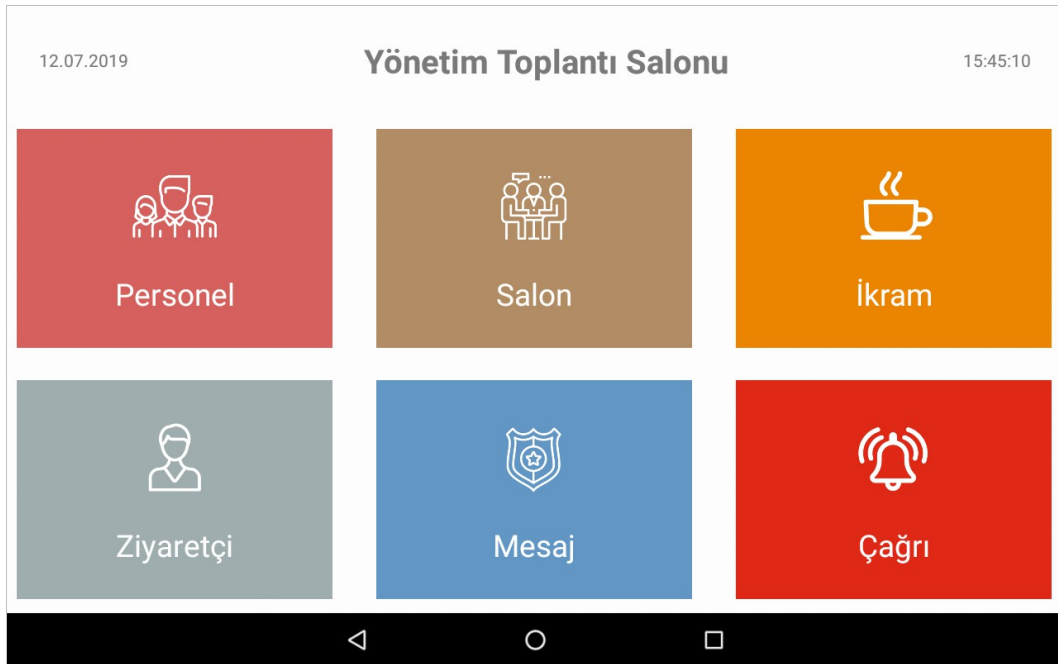 12.07.2019
Yönetim Toplantı Salonu
15:45:10
Personel
Salon
İkram
Ziyaretçi
Mesaj
Çağrı